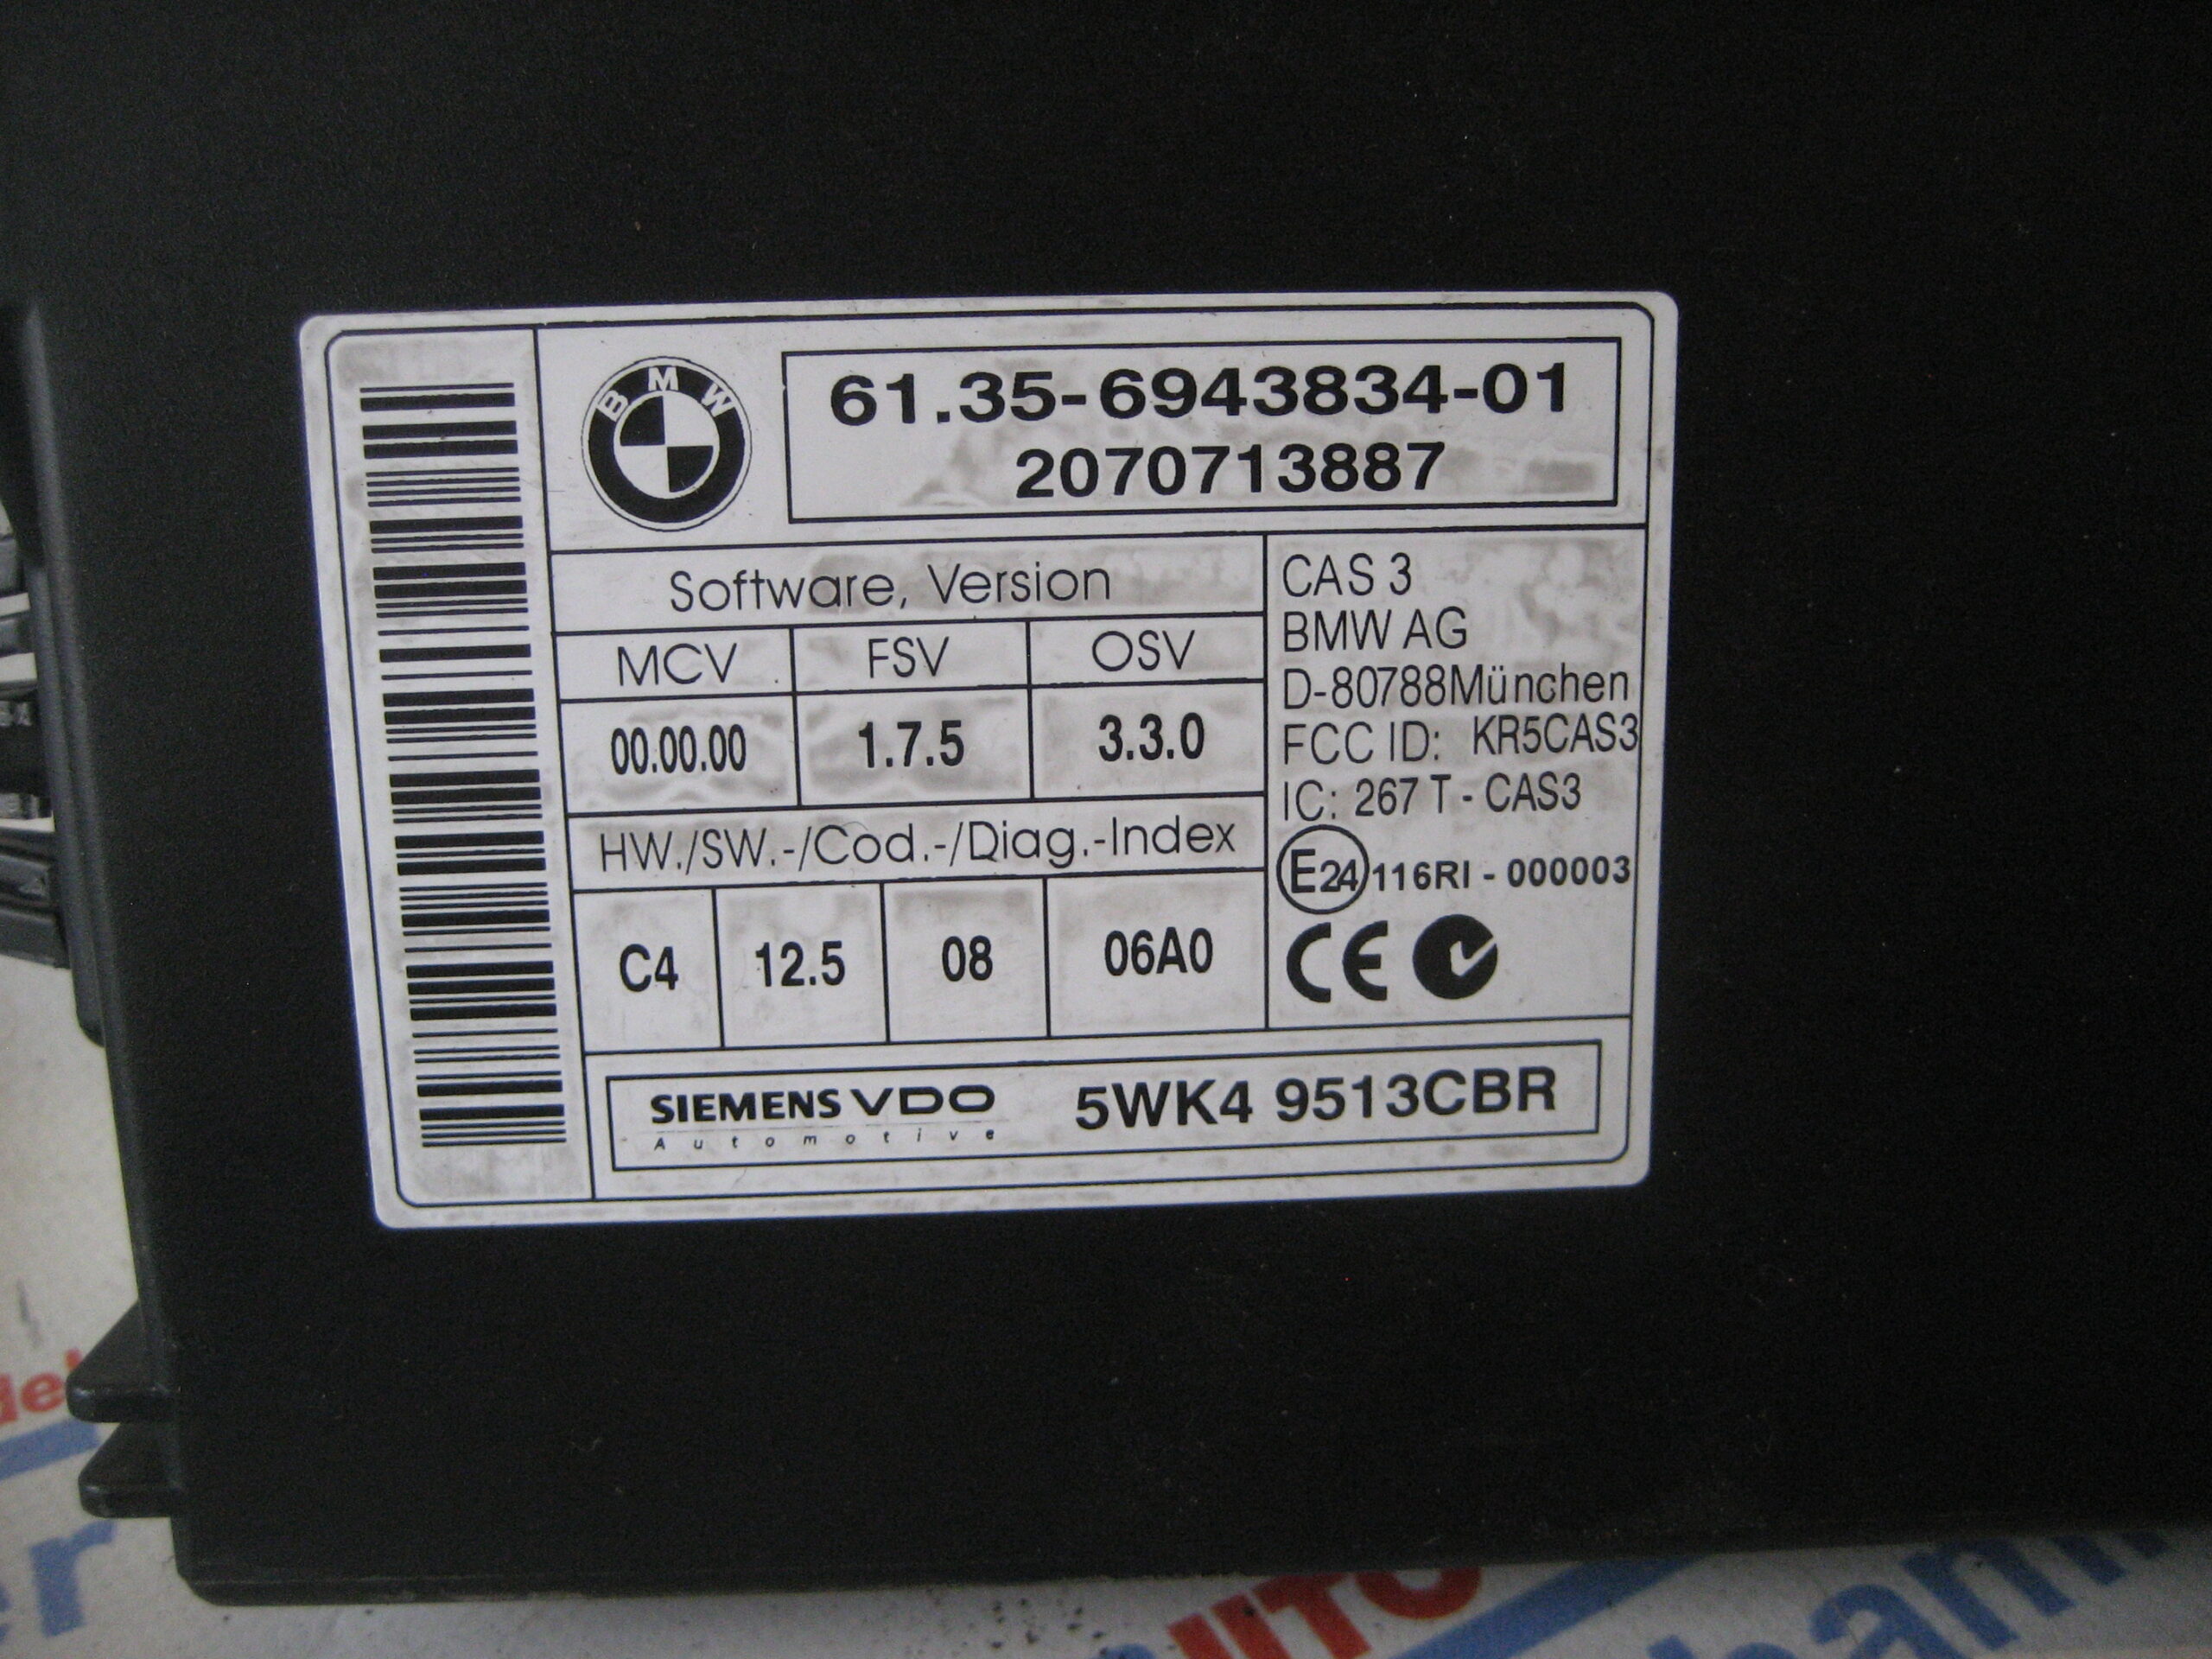 BMW
61.35-6943834-01
2070713887
Software, Version
MCV FSV OSV
00.00.00 1.7.5 3.3.0
HW./SW.-/Cod.-/Diag.-Index
C4 12.5 08 06A0
CAS 3
BMW AG
D-80788München
FCC ID: KR5CAS3
IC: 267 T - CAS3
E24 116RI - 000003
CE
SIEMENS VDO
Automotive
5WK4 9513CBR